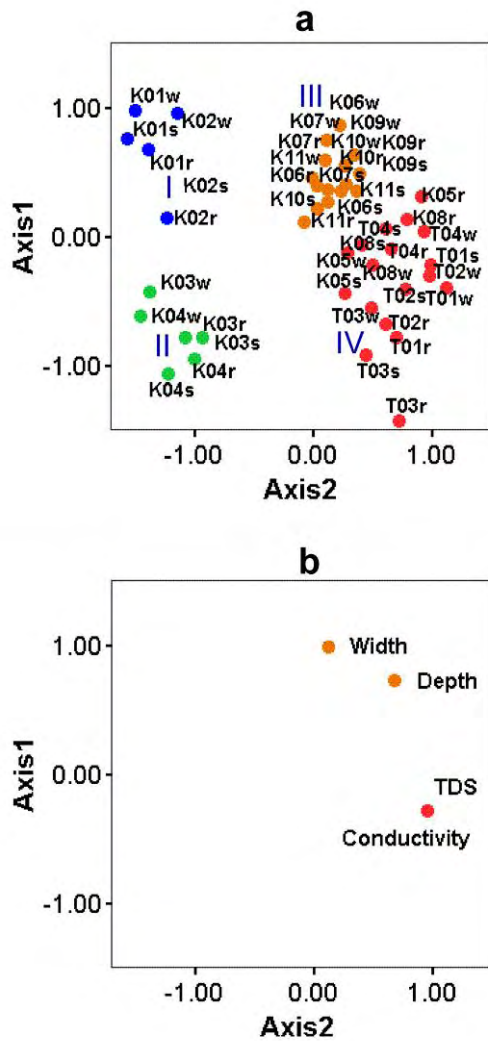 a
1.00
0.00
-1.00
Axis1
K01w
K02w
K01s
K01r
I K02s
K02r
K03w
K04w
K03r
II K03s
K04r
K04s
III K06w
K07w K09w
K07r K10w K09r
K11w K10r K09s
K06r K07s
K10s K11s
K06s
K11r
K05r
K08r
T04s T04w
K08s T04r T01s
K05w K08w T02w
K05s T02s T01w
T03w T02r
IV T01r
T03s
T03r
-1.00 0.00 1.00
Axis2
b
1.00
0.00
-1.00
Axis1
Width
Depth
TDS
Conductivity
-1.00 0.00 1.00
Axis2